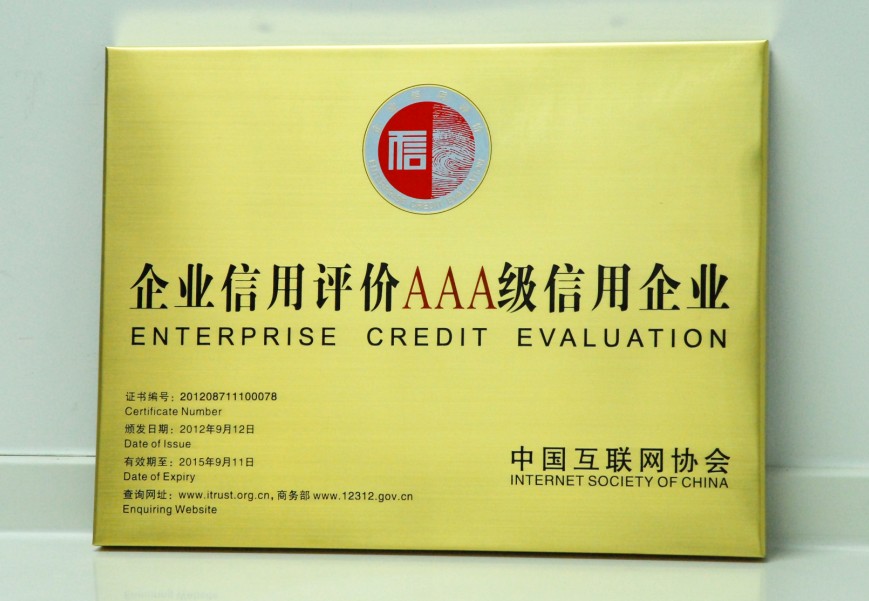 信
企业信用评价AAA级信用企业
ENTERPRISE CREDIT EVALUATION
证书编号：201208711100078
Certificate Number
颁发日期：2012年9月12日
Date of Issue
有效期至：2015年9月11日
Date of Expiry
查询网址：www.itrust.org.cn，商务部 www.12312.gov.cn
Enquiring Website
中国互联网协会
INTERNET SOCIETY OF CHINA